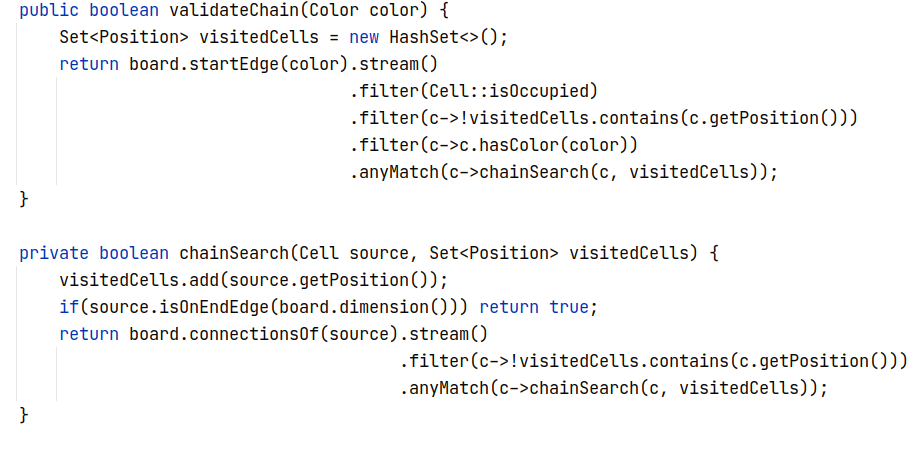 public boolean validateChain(Color color) {
    Set<Position> visitedCells = new HashSet<>();
    return board.startEdge(color).stream()
                                 .filter(Cell::isOccupied)
                                 .filter(c->!visitedCells.contains(c.getPosition()))
                                 .filter(c->c.hasColor(color))
                                 .anyMatch(c->chainSearch(c, visitedCells));
}

private boolean chainSearch(Cell source, Set<Position> visitedCells) {
    visitedCells.add(source.getPosition());
    if(source.isOnEndEdge(board.dimension())) return true;
    return board.connectionsOf(source).stream()
                                      .filter(c->!visitedCells.contains(c.getPosition()))
                                      .anyMatch(c->chainSearch(c, visitedCells));
}